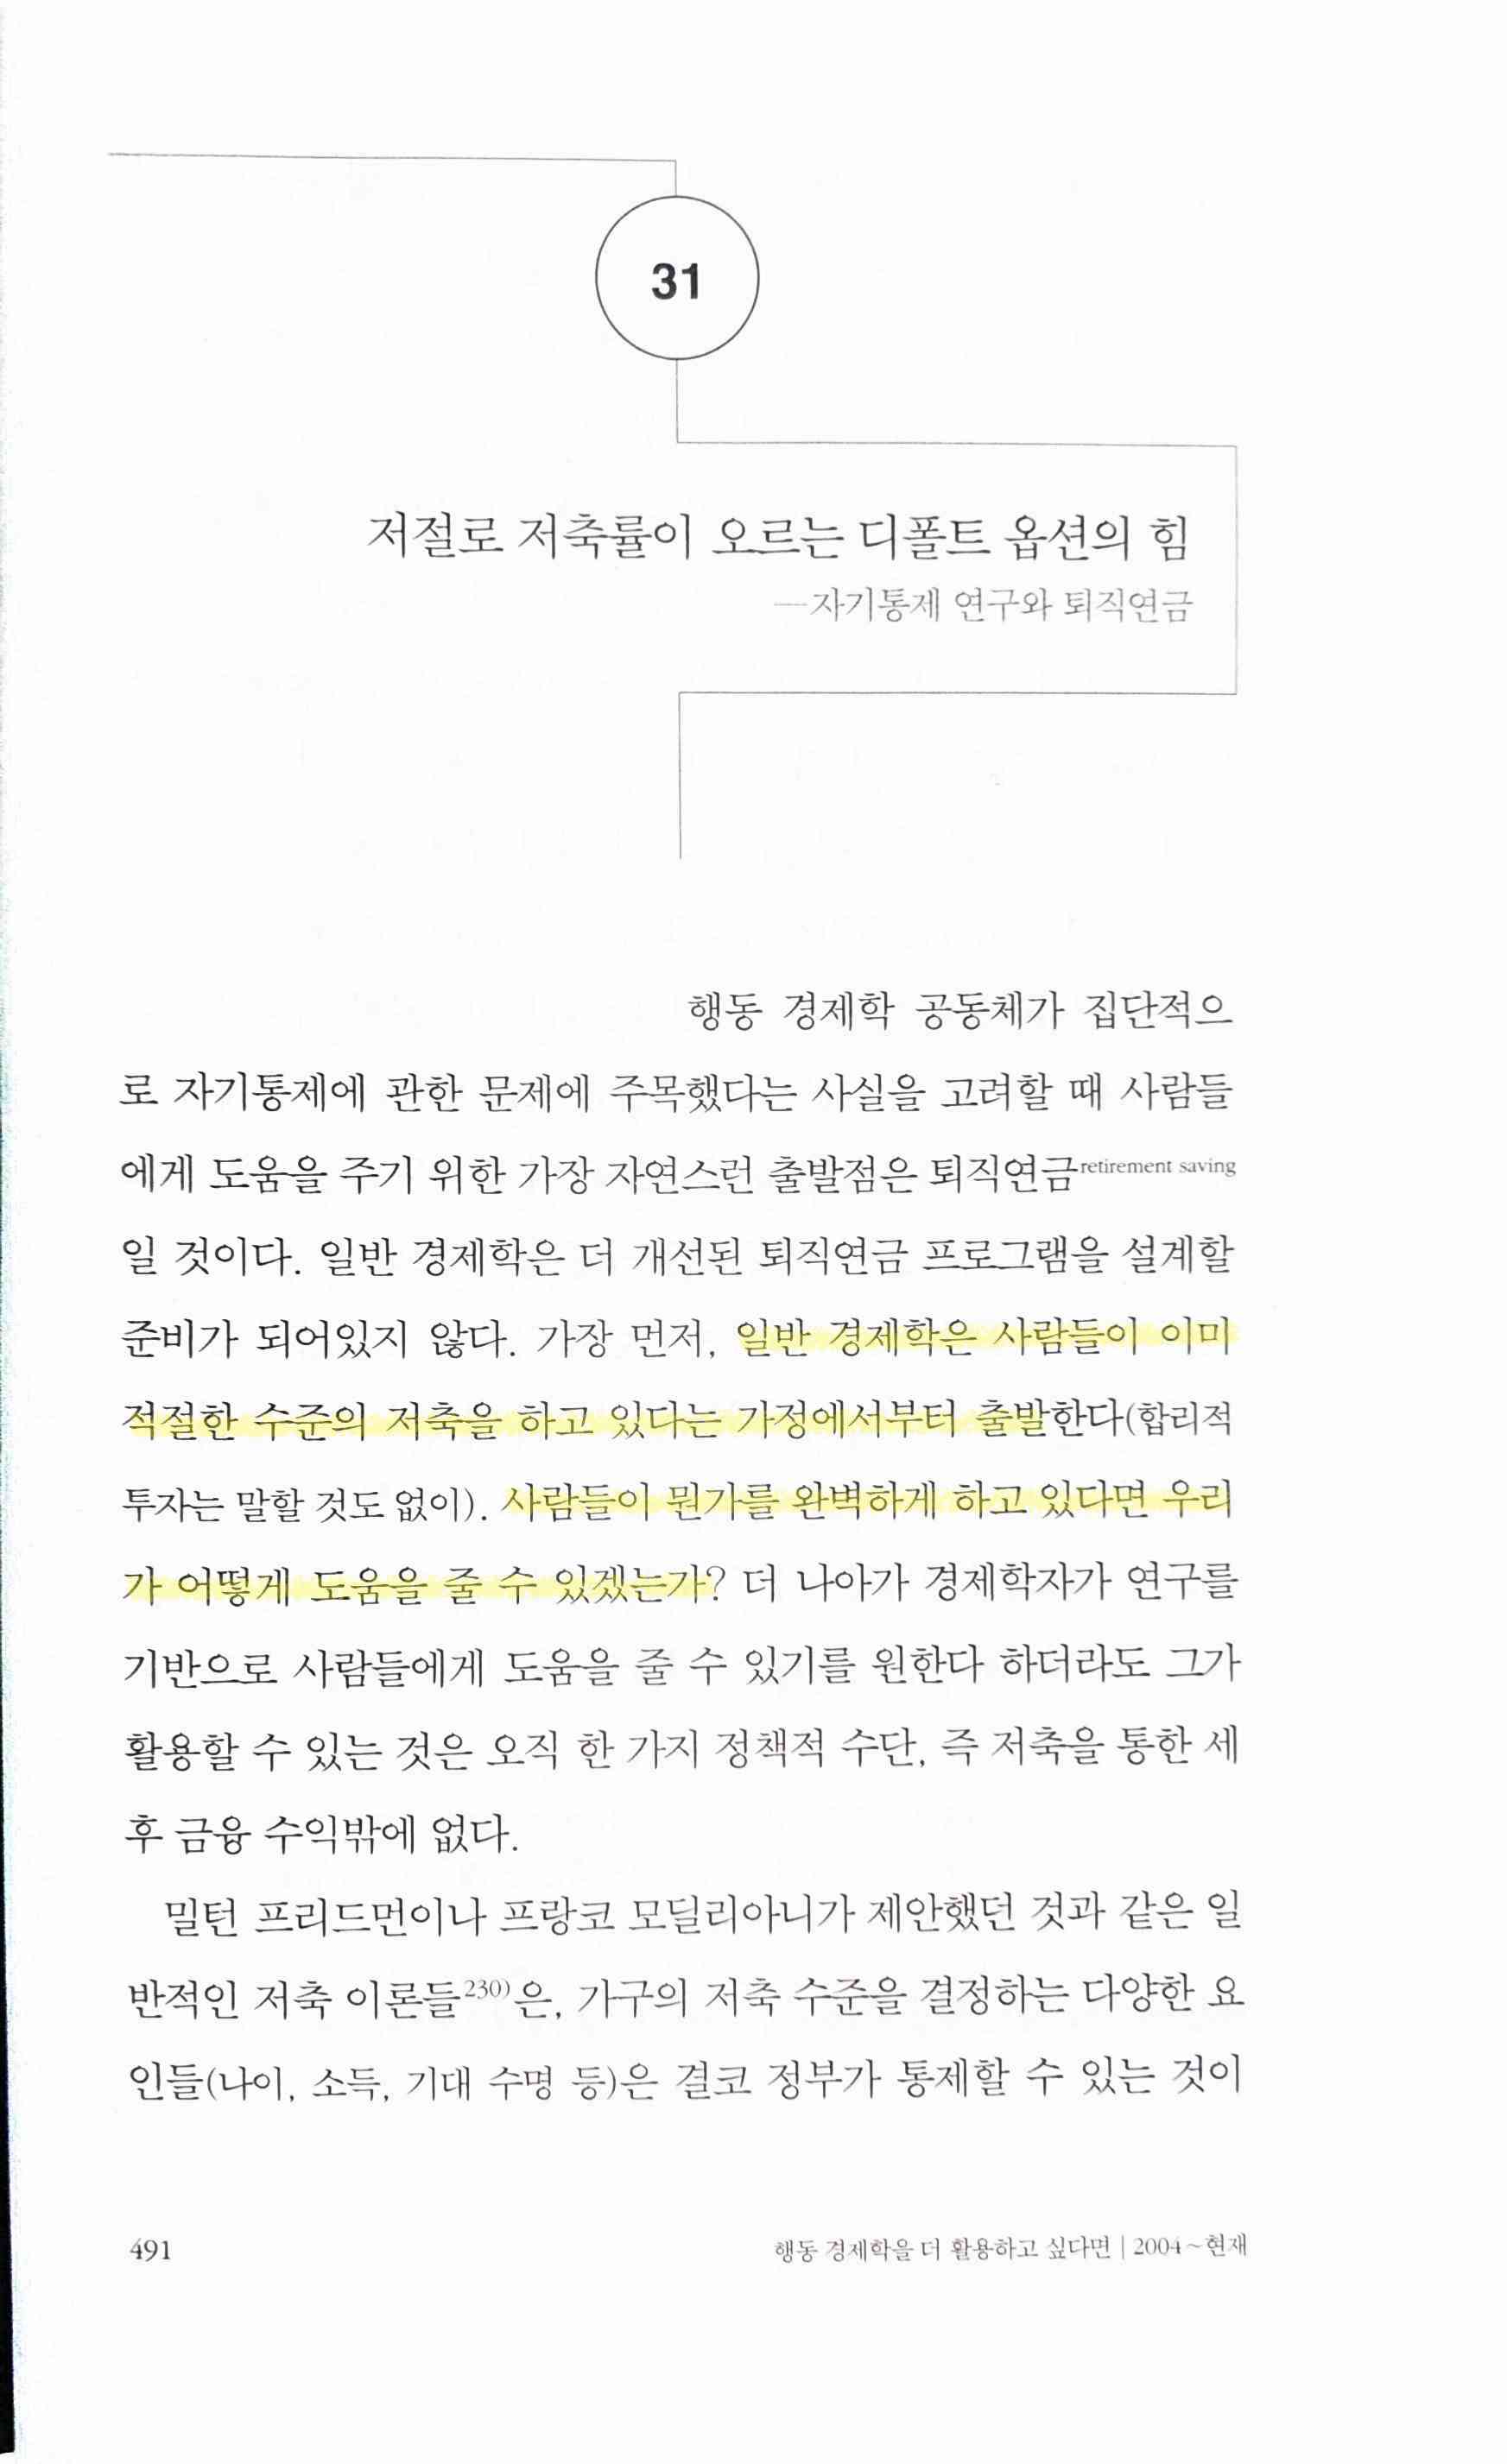 31
저절로 저축률이 오르는 디폴트 옵션의 힘
—자기통제 연구와 퇴직연금
행동 경제학 공동체가 집단적으
로 자기통제에 관한 문제에 주목했다는 사실을 고려할 때 사람들
에게 도움을 주기 위한 가장 자연스런 출발점은 퇴직연금retirement saving
일 것이다. 일반 경제학은 더 개선된 퇴직연금 프로그램을 설계할
준비가 되어있지 않다. 가장 먼저, 일반 경제학은 사람들이 이미
적절한 수준의 저축을 하고 있다는 가정에서부터 출발한다(합리적
투자는 말할 것도 없이). 사람들이 뭔가를 완벽하게 하고 있다면 우리
가 어떻게 도움을 줄 수 있겠는가? 더 나아가 경제학자가 연구를
기반으로 사람들에게 도움을 줄 수 있기를 원한다 하더라도 그가
활용할 수 있는 것은 오직 한 가지 정책적 수단, 즉 저축을 통한 세
후 금융 수익밖에 없다.
밀턴 프리드먼이나 프랑코 모딜리아니가 제안했던 것과 같은 일
반적인 저축 이론들230)은, 가구의 저축 수준을 결정하는 다양한 요
인들(나이, 소득, 기대 수명 등)은 결코 정부가 통제할 수 있는 것이
491
행동 경제학을 더 활용하고 싶다면 | 2004~현재